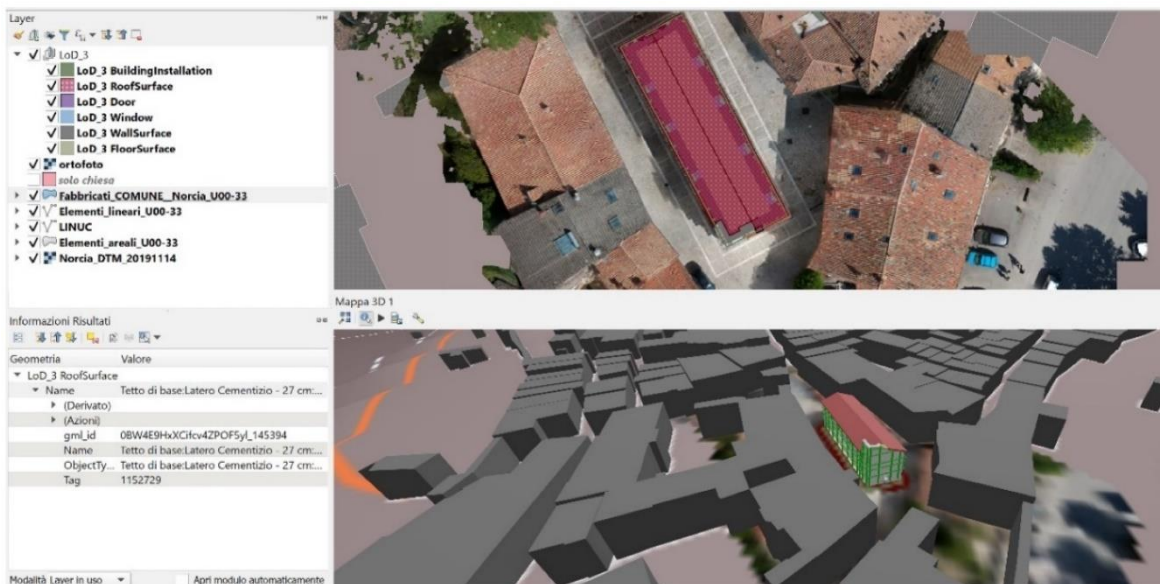 Layer
LoD_3
LoD_3 BuildingInstallation
LoD_3 RoofSurface
LoD_3 Door
LoD_3 Window
LoD_3 WallSurface
LoD_3 FloorSurface
ortofoto
solo chiesa
Fabbricati_COMUNE__Norcia_U00-33
Elementi_lineari_U00-33
LINUC
Elementi_areali_U00-33
Norcia_DTM_20191114
Mappa 3D 1
Informazioni Risultati
Geometria Valore
LoD_3 RoofSurface
Name Tetto di base:Latero Cementizio - 27 cm:...
(Derivato)
(Azioni)
gml_id 0BW4E9HxXCifcv4ZPOF5yl_145394
Name Tetto di base:Latero Cementizio - 27 cm:...
ObjectTy... Tetto di base:Latero Cementizio - 27 cm:...
Tag 1152729
Modalità Layer in uso Apri modulo automaticamente